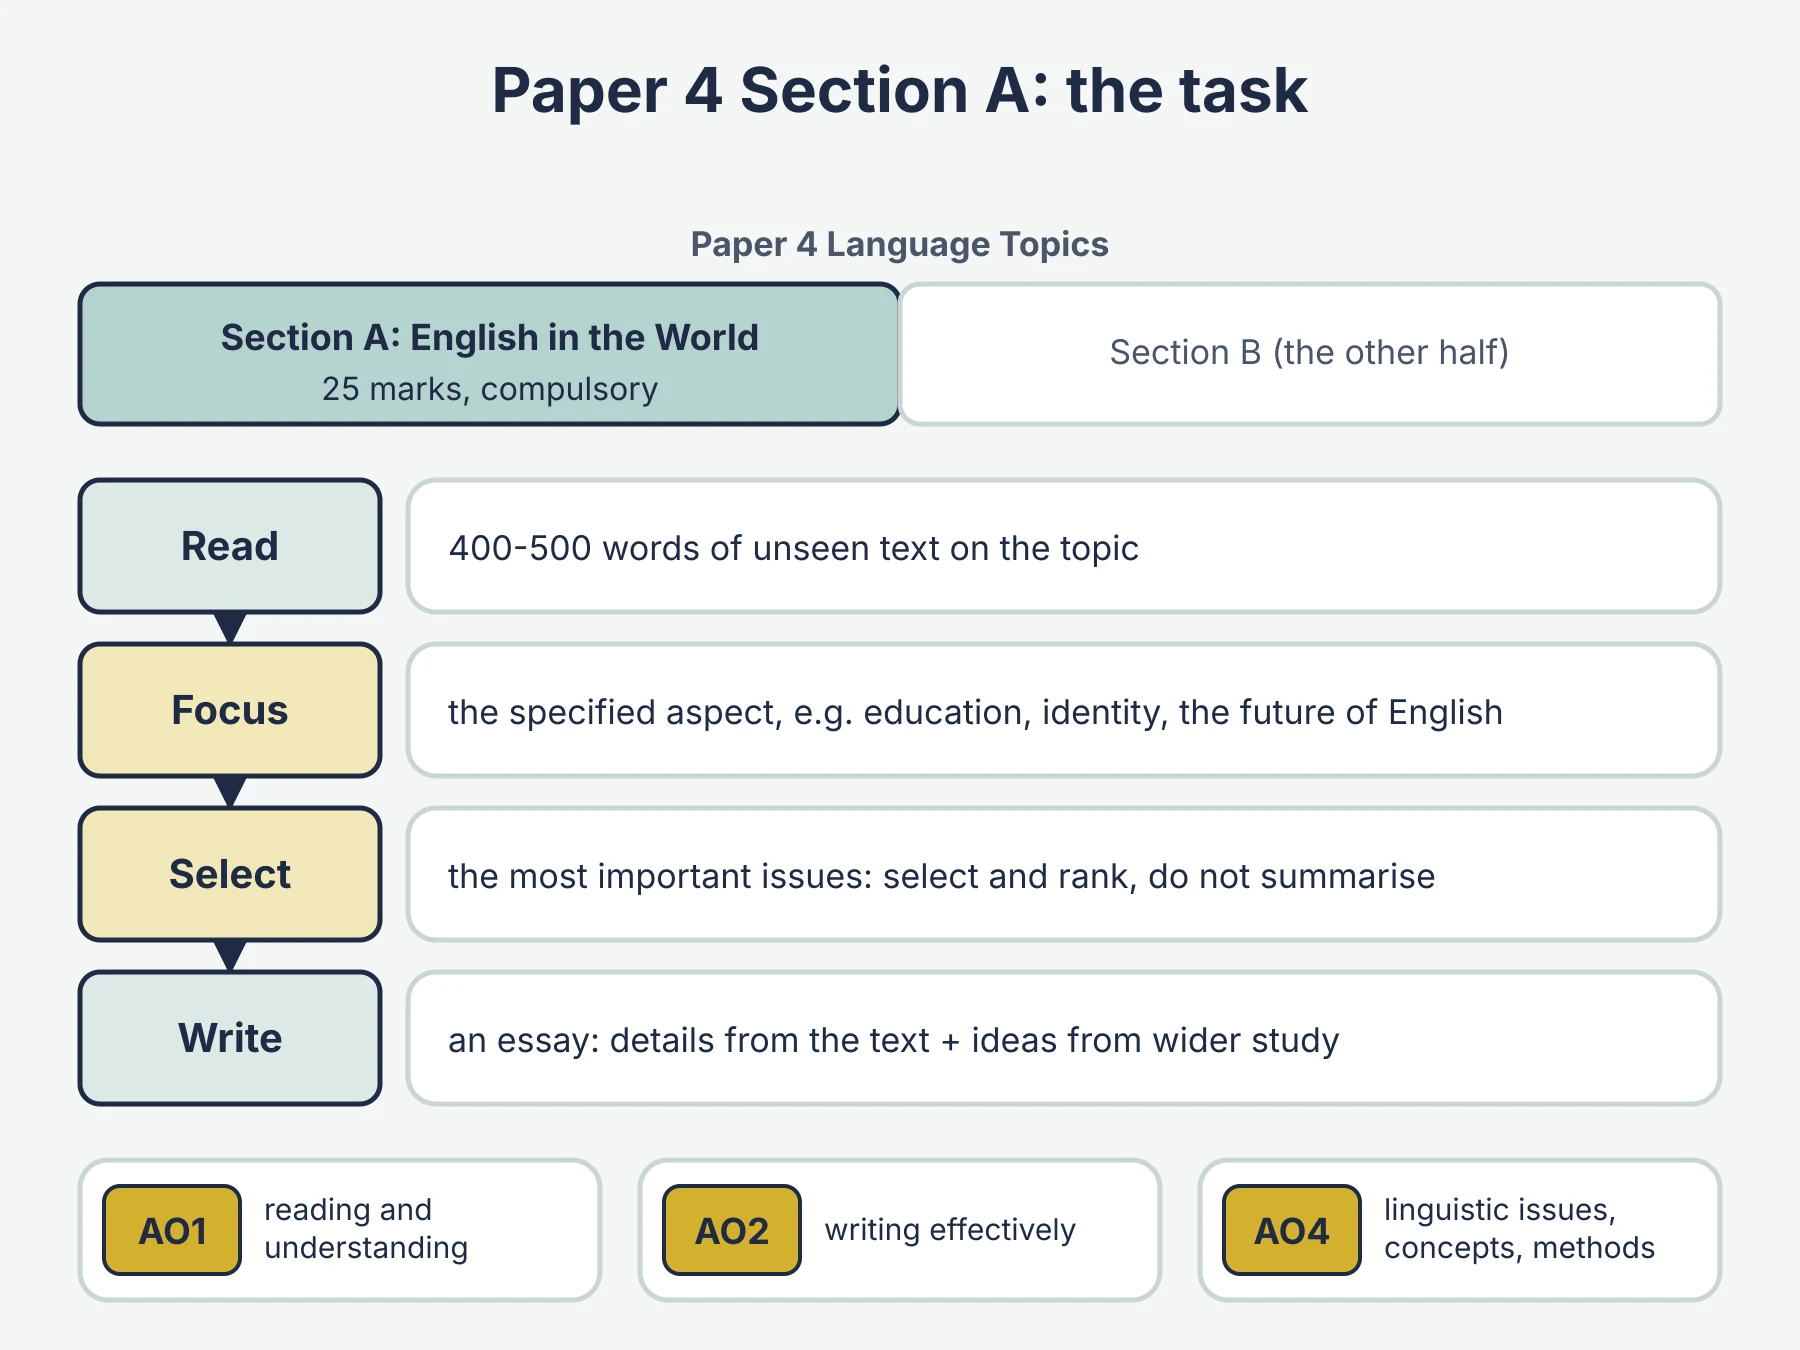 Paper 4 Section A: the task
Paper 4 Language Topics
Section A: English in the World
25 marks, compulsory
Section B (the other half)
Read
400-500 words of unseen text on the topic
Focus
the specified aspect, e.g. education, identity, the future of English
Select
the most important issues: select and rank, do not summarise
Write
an essay: details from the text + ideas from wider study
AO1
reading and
understanding
AO2
writing effectively
AO4
linguistic issues,
concepts, methods